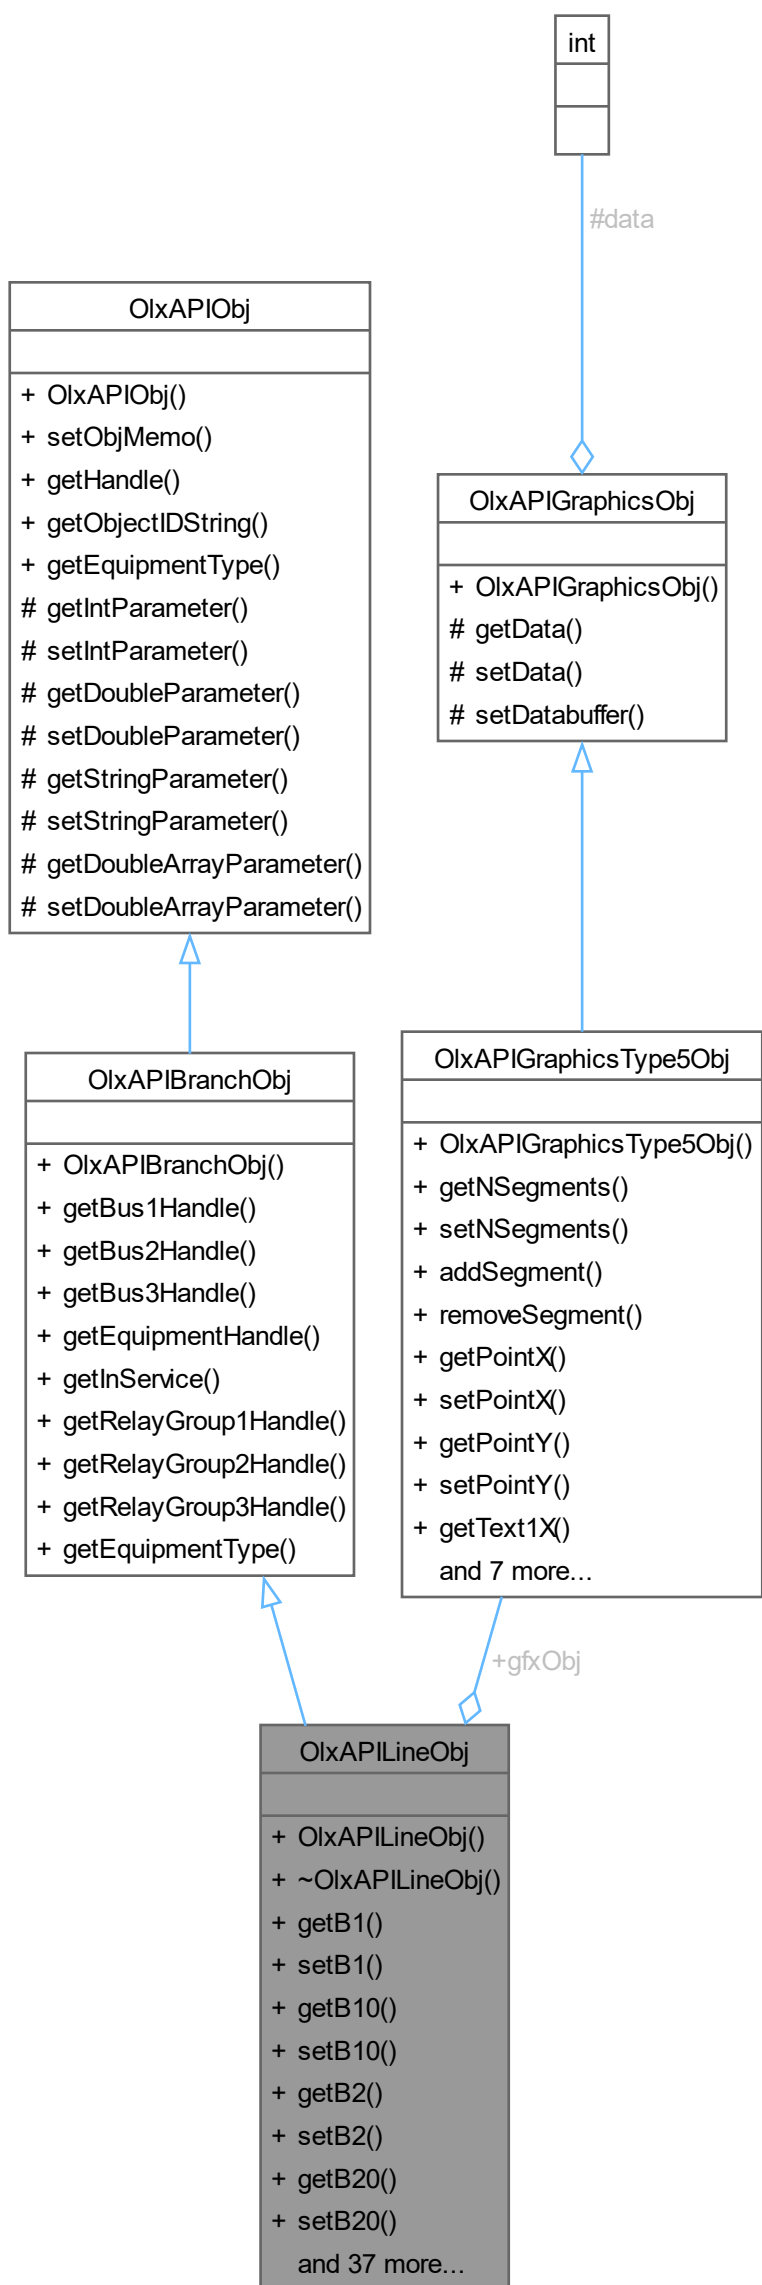 int
#data
OlxAPIObj
+ OlxAPIObj()
+ setObjMemo()
+ getHandle()
+ getObjectIDString()
+ getEquipmentType()
# getIntParameter()
# setIntParameter()
# getDoubleParameter()
# setDoubleParameter()
# getStringParameter()
# setStringParameter()
# getDoubleArrayParameter()
# setDoubleArrayParameter()
OlxAPIGraphicsObj
+ OlxAPIGraphicsObj()
# getData()
# setData()
# setDatabuffer()
OlxAPIBranchObj
+ OlxAPIBranchObj()
+ getBus1Handle()
+ getBus2Handle()
+ getBus3Handle()
+ getEquipmentHandle()
+ getInService()
+ getRelayGroup1Handle()
+ getRelayGroup2Handle()
+ getRelayGroup3Handle()
+ getEquipmentType()
OlxAPIGraphicsType5Obj
+ OlxAPIGraphicsType5Obj()
+ getNSegments()
+ setNSegments()
+ addSegment()
+ removeSegment()
+ getPointX()
+ setPointX()
+ getPointY()
+ setPointY()
+ getText1X()
and 7 more...
+gfxObj
OlxAPILineObj
+ OlxAPILineObj()
+ ~OlxAPILineObj()
+ getB1()
+ setB1()
+ getB10()
+ setB10()
+ getB2()
+ setB2()
+ getB20()
+ setB20()
and 37 more...